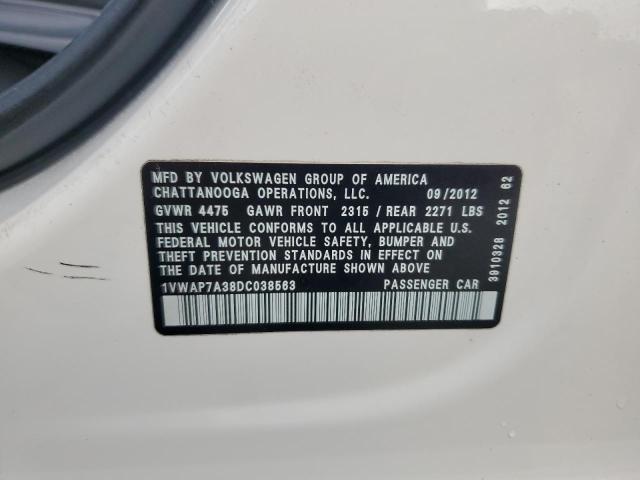 MFD BY VOLKSWAGEN GROUP OF AMERICA
CHATTANOOGA OPERATIONS, LLC. 09/2012
GVWR 4475 GAWR FRONT 2315 / REAR 2271 LBS
THIS VEHICLE CONFORMS TO ALL APPLICABLE U.S.
FEDERAL MOTOR VEHICLE SAFETY, BUMPER AND
THEFT PREVENTION STANDARDS IN EFFECT ON
THE DATE OF MANUFACTURE SHOWN ABOVE
1VWAP7A38DC038563 PASSENGER CAR
3910328 2012 62